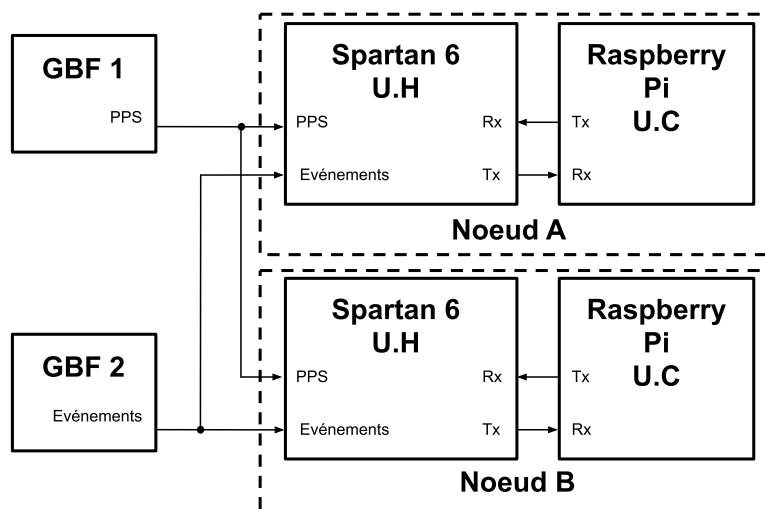 GBF 1
PPS
Spartan 6
U.H
PPS
Rx
Evénements
Tx
Raspberry
Pi
U.C
Tx
Rx
Noeud A
GBF 2
Evénements
Spartan 6
U.H
PPS
Rx
Evénements
Tx
Raspberry
Pi
U.C
Tx
Rx
Noeud B